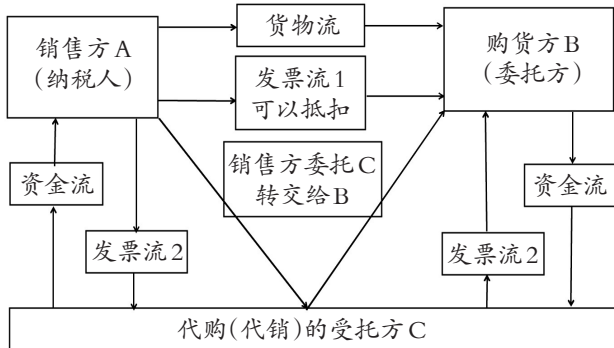 销售方A
(纳税人)
货物流
购货方B
(委托方)
发票流1
可以抵扣
销售方委托C
转交给B
资金流
资金流
发票流2
发票流2
代购(代销)的受托方C